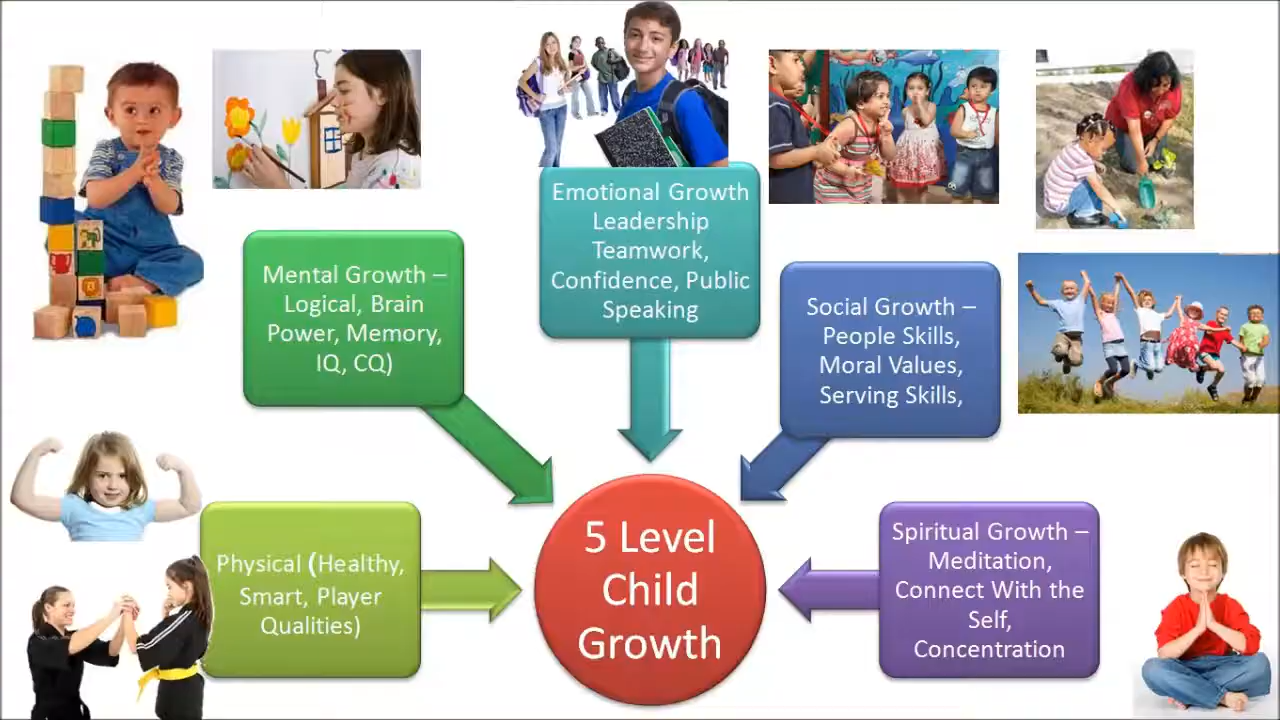 Emotional Growth
Leadership
Teamwork,
Confidence, Public
Speaking
Mental Growth –
Logical, Brain
Power, Memory,
IQ, CQ)
Social Growth –
People Skills,
Moral Values,
Serving Skills,
Physical (Healthy,
Smart, Player
Qualities)
5 Level
Child
Growth
Spiritual Growth –
Meditation,
Connect With the
Self,
Concentration